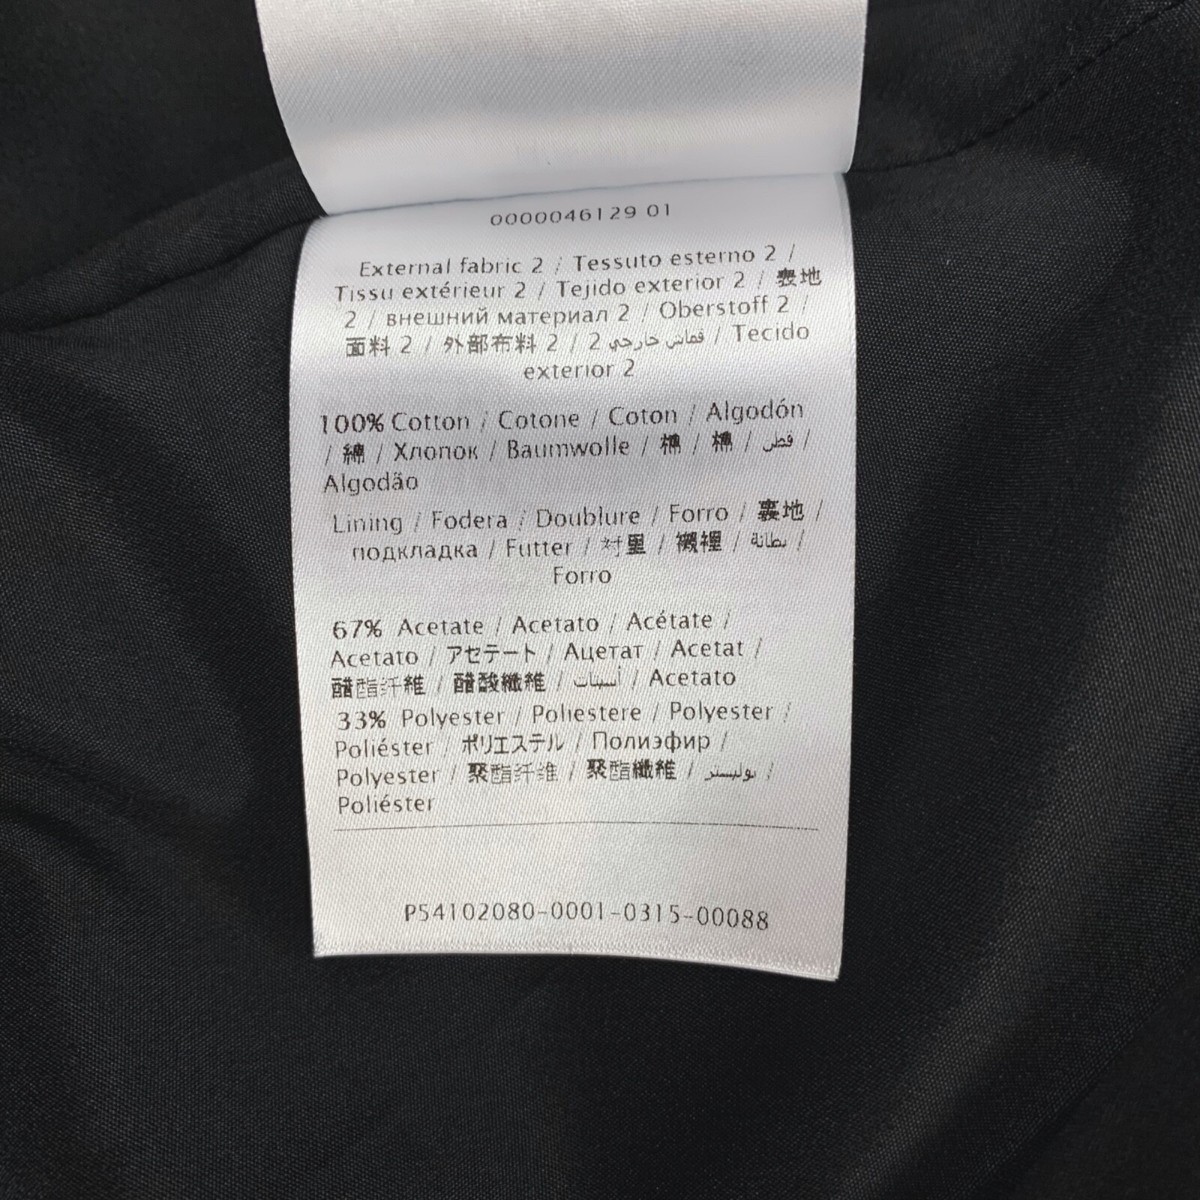 0000046129 01
External fabric 2 / Tessuto esterno 2 /
Tissu extérieur 2 / Tejido exterior 2 / 表地
2 / внешний материал 2 / Oberstoff 2 /
面料 2 / 外部布料 2 / قماش خارجي 2 / Tecido
exterior 2
100% Cotton / Cotone / Coton / Algodón
/ 綿 / Хлопок / Baumwolle / 棉 / 棉 / قطن /
Algodão
Lining / Fodera / Doublure / Forro / 裏地 /
подкладка / Futter / 衬里 / 襯裡 / بطانة /
Forro
67% Acetate / Acetato / Acétate /
Acetato / アセテート / Ацетат / Acetat /
醋酯纤维 / 醋酸纖維 / أسيتات / Acetato
33% Polyester / Poliestere / Polyester /
Poliéster / ポリエステル / Полиэфир /
Polyester / 聚酯纤维 / 聚酯纖維 / بوليستر /
Poliéster
P54102080-0001-0315-00088